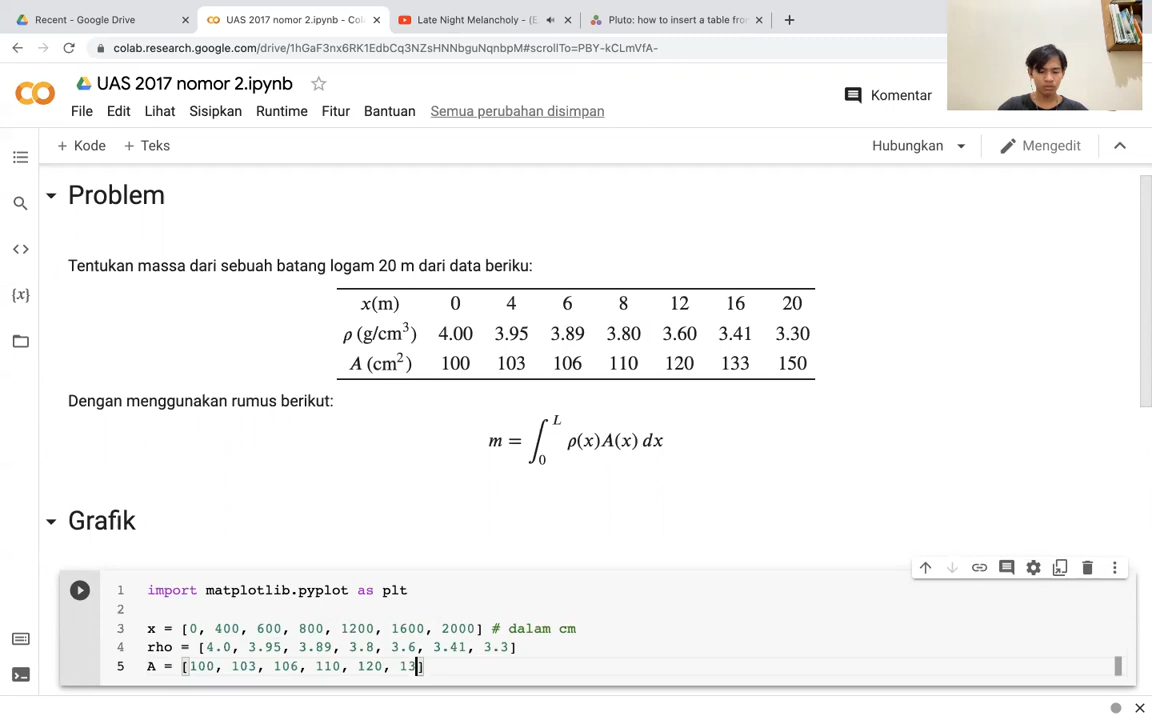 Recent - Google Drive
UAS 2017 nomor 2.ipynb - Col
Late Night Melancholy - (E
Pluto: how to insert a table from
colab.research.google.com/drive/1hGaF3nx6RK1EdbCq3NZsHNNbguNqnbpM#scrollTo=PBY-kCLmVfA-
UAS 2017 nomor 2.ipynb
File Edit Lihat Sisipkan Runtime Fitur Bantuan Semua perubahan disimpan
Komentar
+ Kode + Teks
Hubungkan
Mengedit
Problem
Tentukan massa dari sebuah batang logam 20 m dari data beriku:
x(m) 0 4 6 8 12 16 20
ρ (g/cm³) 4.00 3.95 3.89 3.80 3.60 3.41 3.30
A (cm²) 100 103 106 110 120 133 150
Dengan menggunakan rumus berikut:
m = ∫₀ᴸ ρ(x)A(x) dx
Grafik
1 import matplotlib.pyplot as plt
2
3 x = [0, 400, 600, 800, 1200, 1600, 2000] # dalam cm
4 rho = [4.0, 3.95, 3.89, 3.8, 3.6, 3.41, 3.3]
5 A = [100, 103, 106, 110, 120, 13]